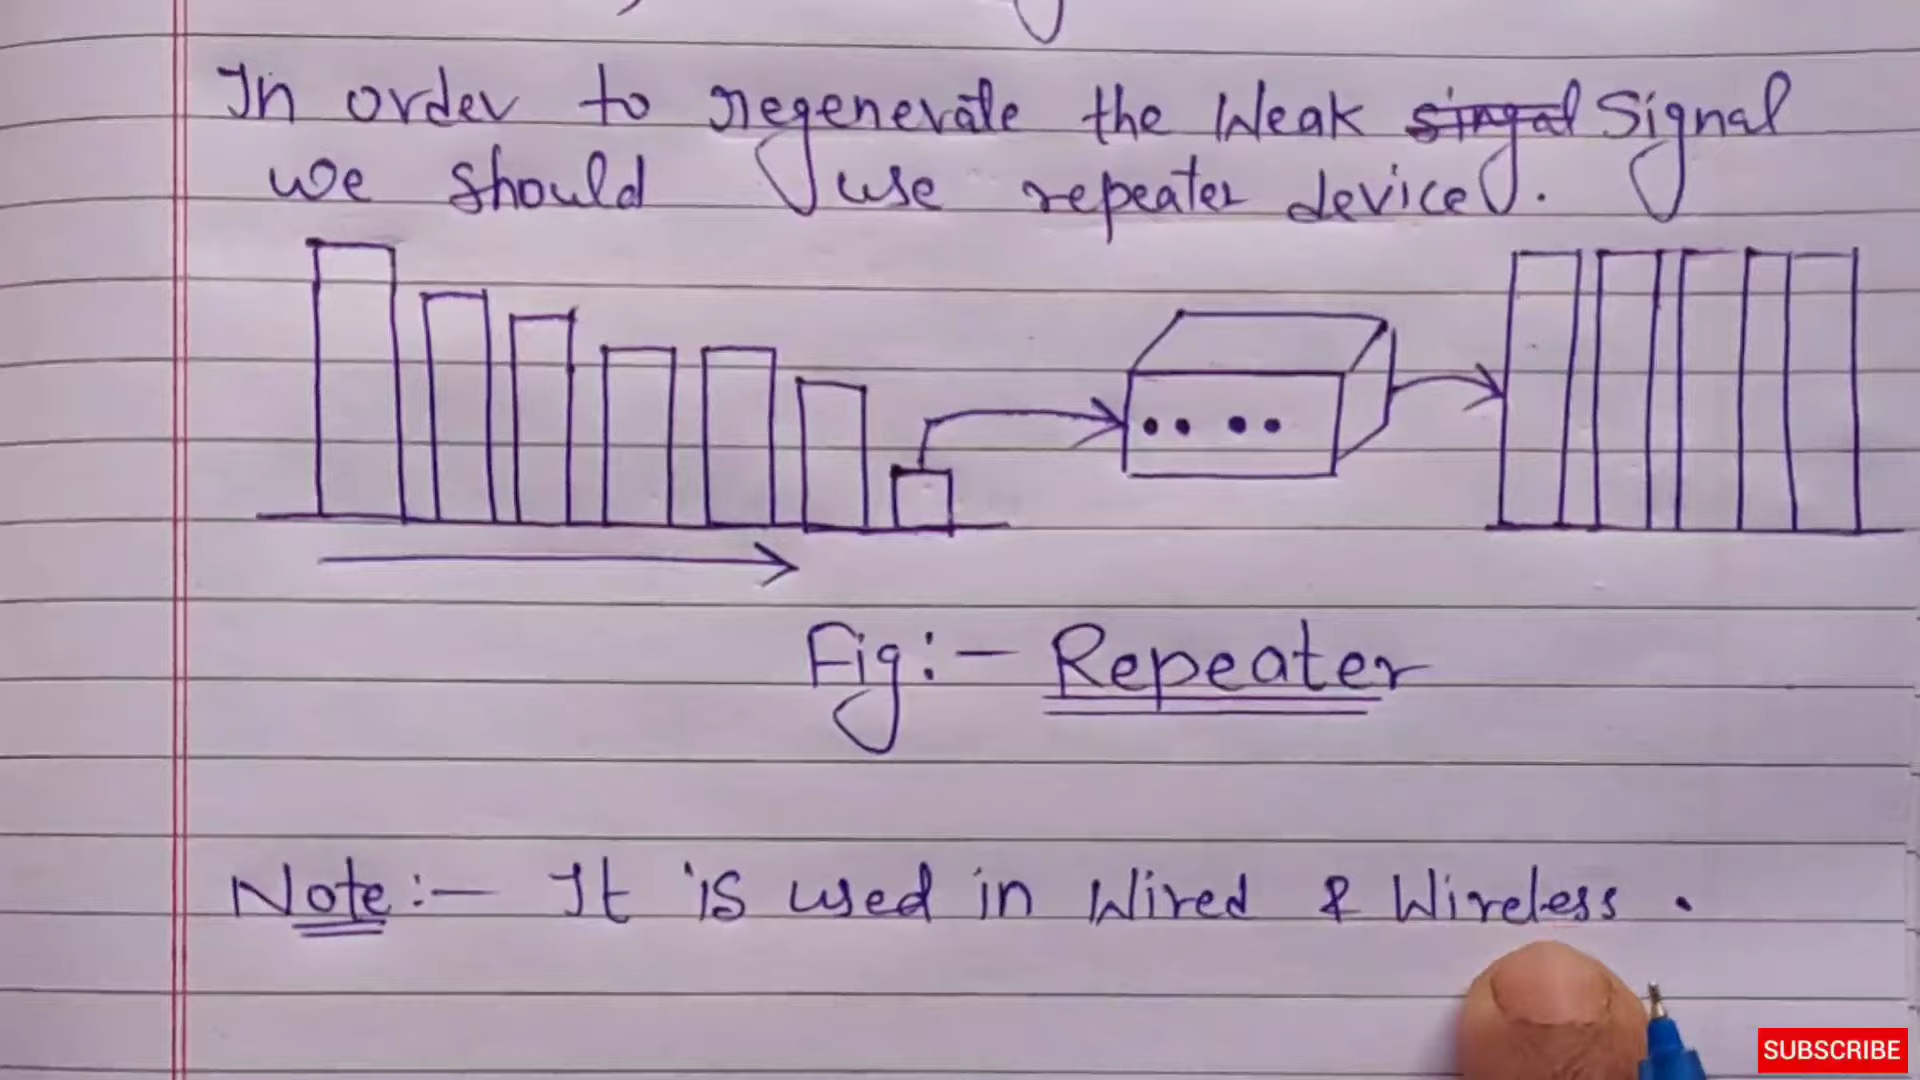 In order to regenerate the Weak singal Signal
we should use repeater device.
Fig:- Repeater
Note:- It is used in Wired & Wireless.
SUBSCRIBE